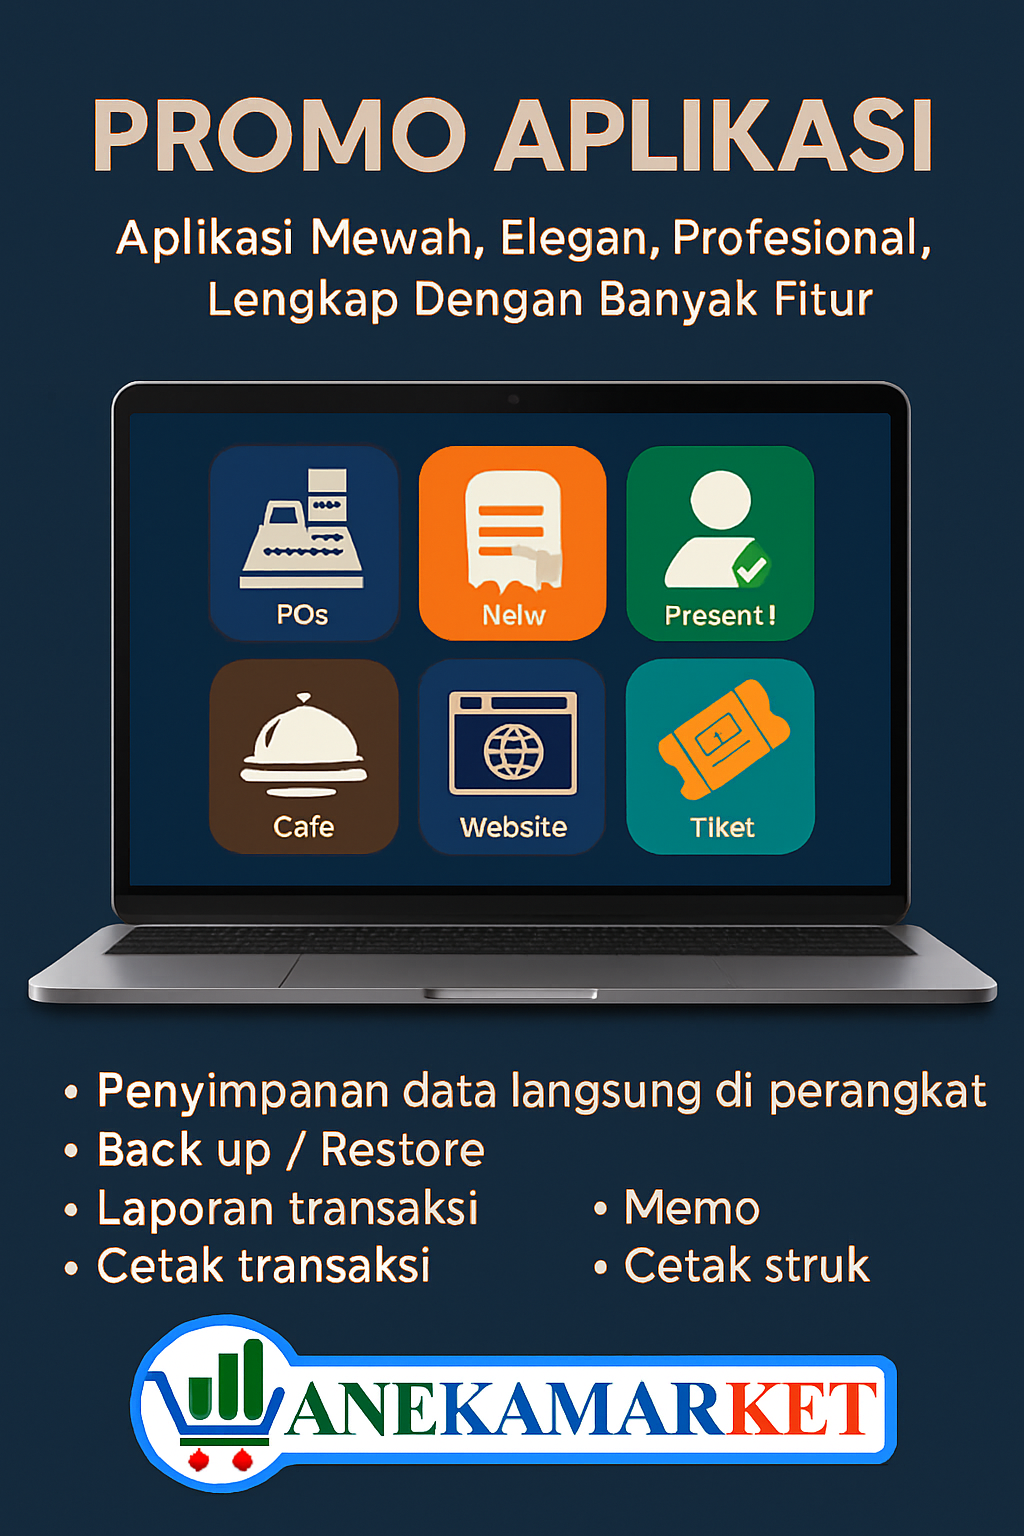 PROMO APLIKASI
Aplikasi Mewah, Elegan, Profesional,
Lengkap Dengan Banyak Fitur
POs
Nelw
Present!
Cafe
Website
Tiket
• Penyimpanan data langsung di perangkat
• Back up / Restore
• Laporan transaksi
• Cetak transaksi
• Memo
• Cetak struk
ANEKAMARKET